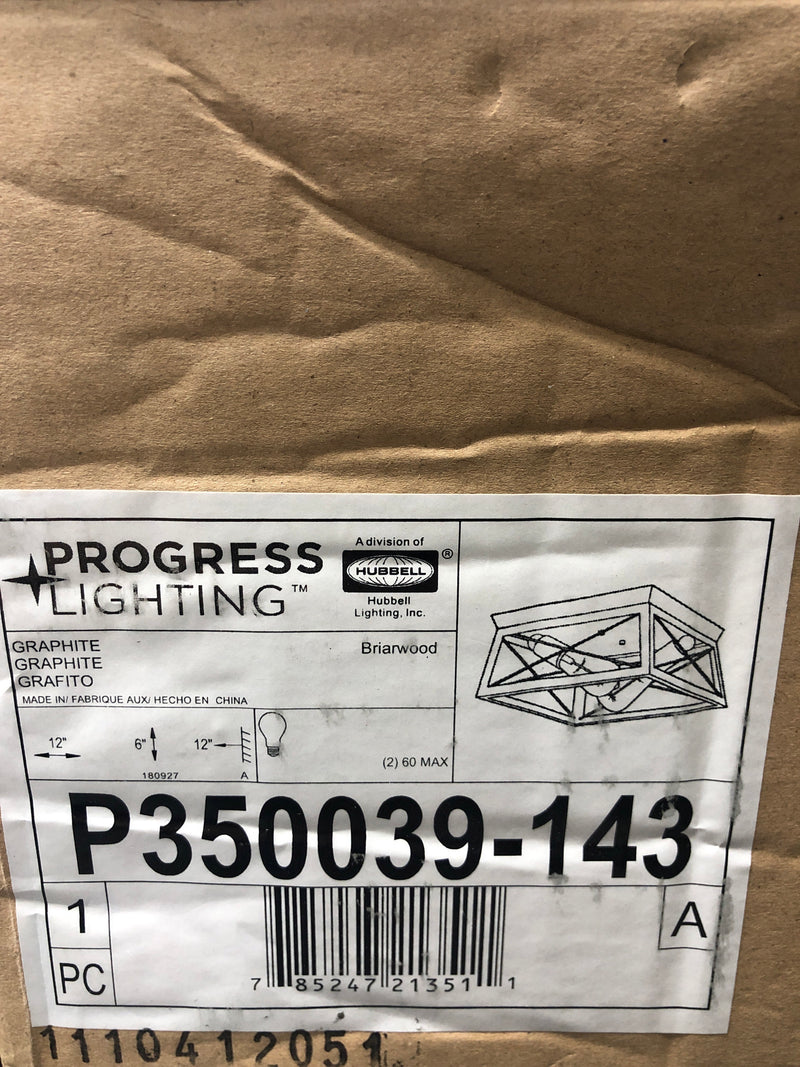 PROGRESS
LIGHTING™
A division of
HUBBELL®
Hubbell
Lighting, Inc.
GRAPHITE
GRAPHITE
GRAFITO
Briarwood
MADE IN/ FABRIQUE AUX/ HECHO EN CHINA
12" 6" 12"
180927 A
(2) 60 MAX
P350039-143
1
PC
A
7 85247 21351 1
1110412051